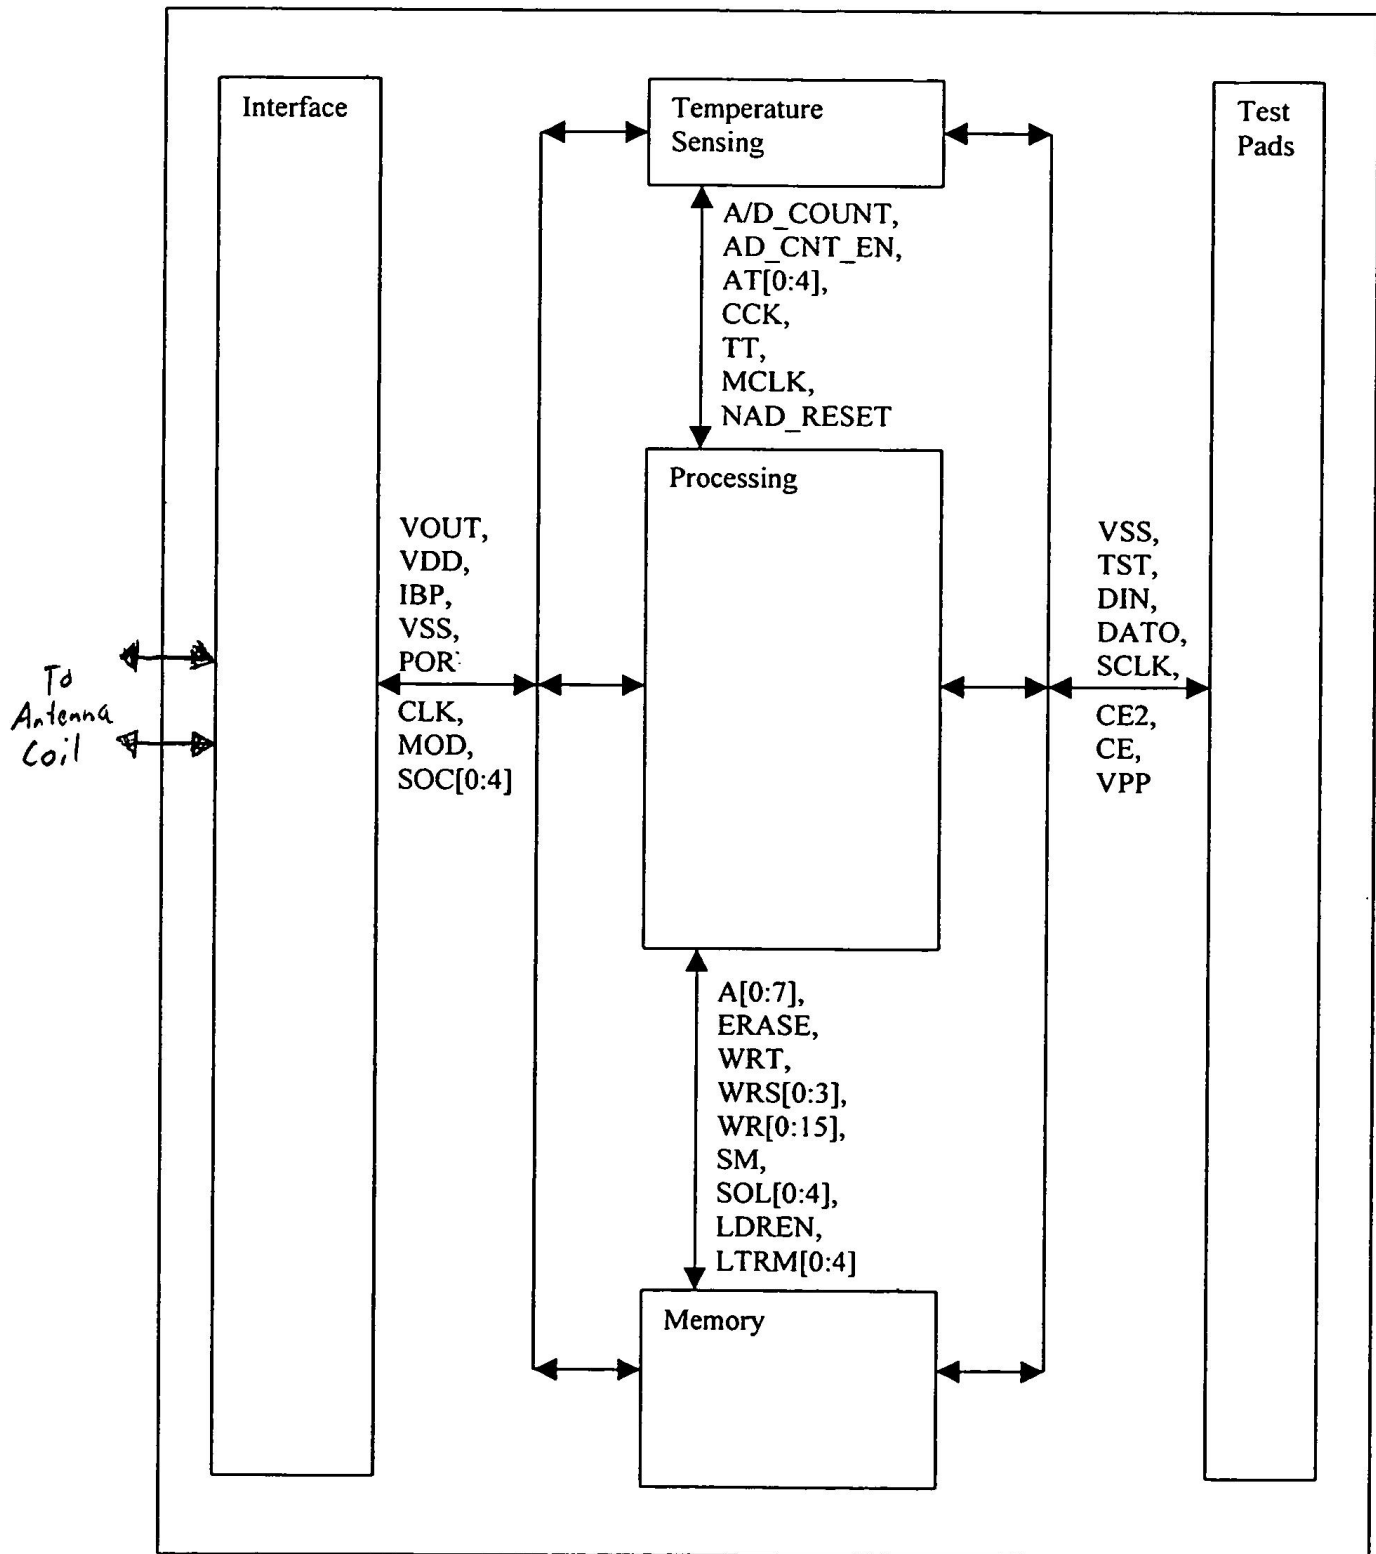 Interface
Temperature
Sensing
Test
Pads
A/D_COUNT,
AD_CNT_EN,
AT[0:4],
CCK,
TT,
MCLK,
NAD_RESET
Processing
VOUT,
VDD,
IBP,
VSS,
POR
CLK,
MOD,
SOC[0:4]
VSS,
TST,
DIN,
DATO,
SCLK,
CE2,
CE,
VPP
To
Antenna
Coil
A[0:7],
ERASE,
WRT,
WRS[0:3],
WR[0:15],
SM,
SOL[0:4],
LDREN,
LTRM[0:4]
Memory